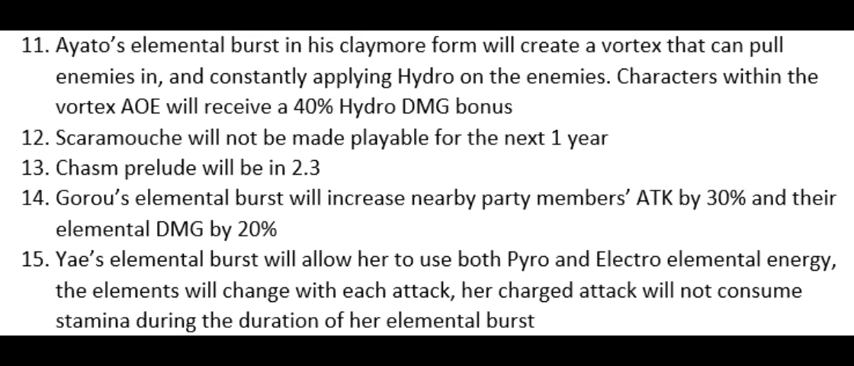 11. Ayato's elemental burst in his claymore form will create a vortex that can pull
enemies in, and constantly applying Hydro on the enemies. Characters within the
vortex AOE will receive a 40% Hydro DMG bonus
12. Scaramouche will not be made playable for the next 1 year
13. Chasm prelude will be in 2.3
14. Gorou's elemental burst will increase nearby party members' ATK by 30% and their
elemental DMG by 20%
15. Yae's elemental burst will allow her to use both Pyro and Electro elemental energy,
the elements will change with each attack, her charged attack will not consume
stamina during the duration of her elemental burst